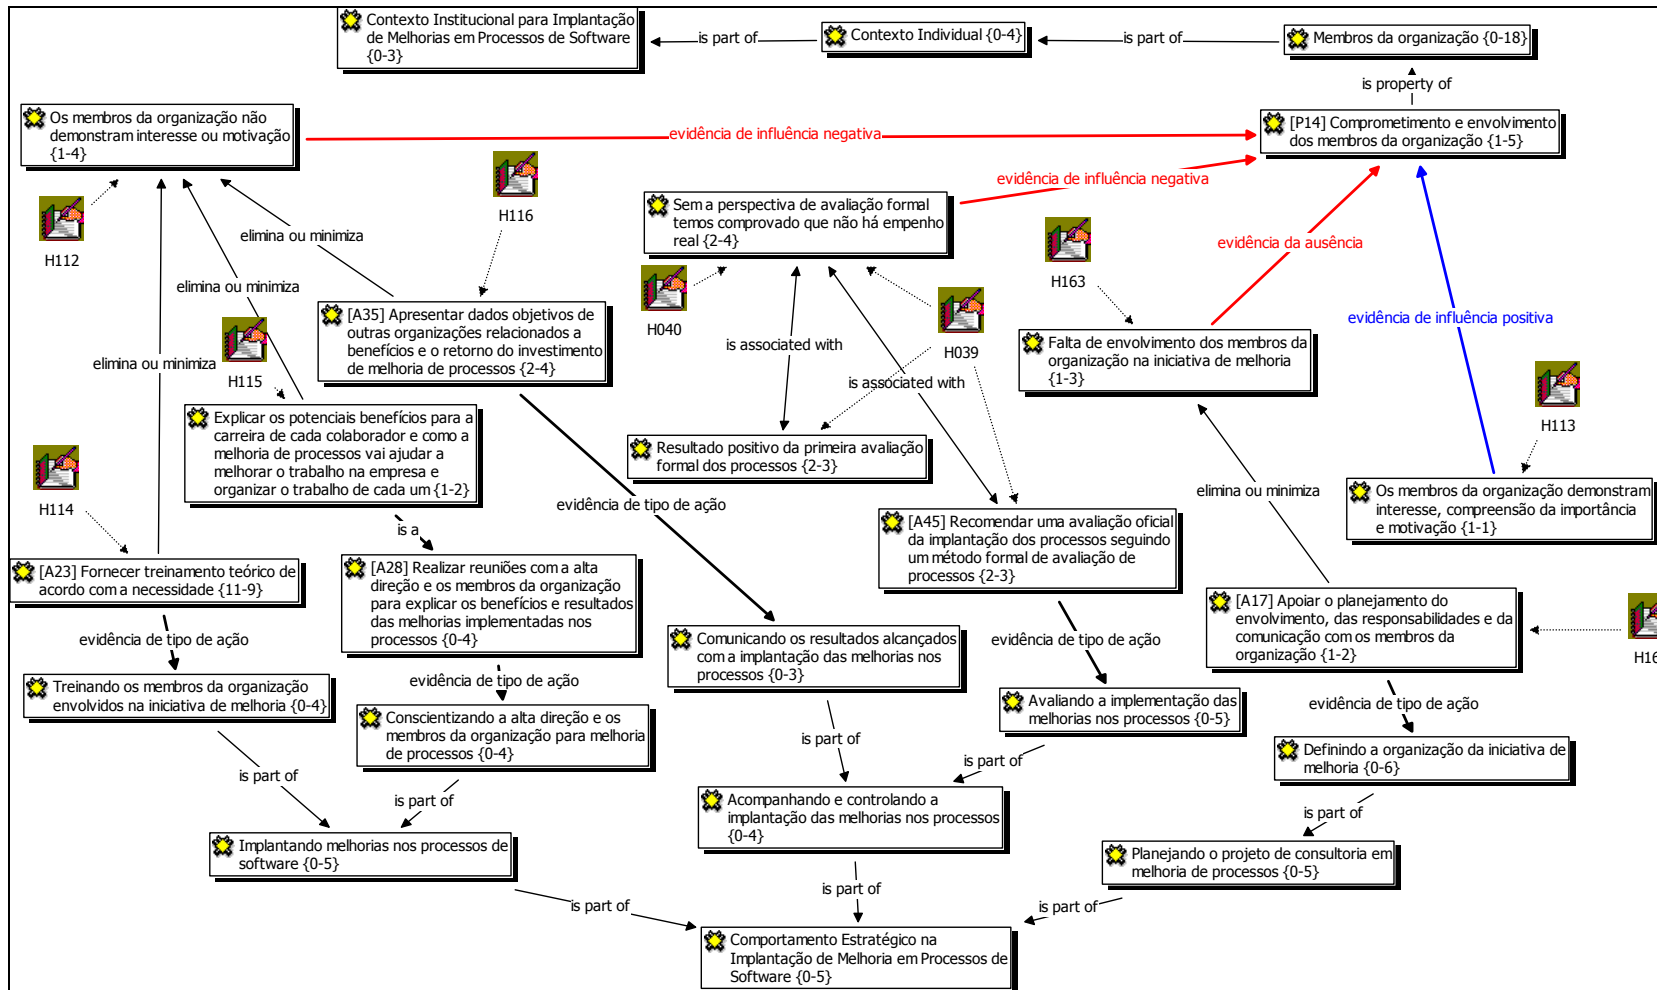 Contexto Institucional para Implantação
de Melhorias em Processos de Software
{0-3}
is part of
Contexto Individual {0-4}
is part of
Membros da organização {0-18}
is property of
Os membros da organização não
demonstram interesse ou motivação
{1-4}
evidência de influência negativa
[P14] Comprometimento e envolvimento
dos membros da organização {1-5}
evidência de influência negativa
H112
H116
elimina ou minimiza
Sem a perspectiva de avaliação formal
temos comprovado que não há empenho
real {2-4}
evidência da ausência
H163
H040
H039
elimina ou minimiza
[A35] Apresentar dados objetivos de
outras organizações relacionados a
benefícios e o retorno do investimento
de melhoria de processos {2-4}
is associated with
evidência de influência positiva
Falta de envolvimento dos membros da
organização na iniciativa de melhoria
{1-3}
elimina ou minimiza
H115
is associated with
Explicar os potenciais benefícios para a
carreira de cada colaborador e como a
melhoria de processos vai ajudar a
melhorar o trabalho na empresa e
organizar o trabalho de cada um {1-2}
Resultado positivo da primeira avaliação
formal dos processos {2-3}
H113
H114
elimina ou minimiza
evidência de tipo de ação
Os membros da organização demonstram
interesse, compreensão da importância
e motivação {1-1}
is a
[A45] Recomendar uma avaliação oficial
da implantação dos processos seguindo
um método formal de avaliação de
processos {2-3}
[A23] Fornecer treinamento teórico de
acordo com a necessidade {11-9}
[A28] Realizar reuniões com a alta
direção e os membros da organização
para explicar os benefícios e resultados
das melhorias implementadas nos
processos {0-4}
[A17] Apoiar o planejamento do
envolvimento, das responsabilidades e da
comunicação com os membros da
organização {1-2}
H16
evidência de tipo de ação
Comunicando os resultados alcançados
com a implantação das melhorias nos
processos {0-3}
evidência de tipo de ação
Treinando os membros da organização
envolvidos na iniciativa de melhoria {0-4}
evidência de tipo de ação
Avaliando a implementação das
melhorias nos processos {0-5}
evidência de tipo de ação
Conscientizando a alta direção e os
membros da organização para melhoria
de processos {0-4}
is part of
Definindo a organização da iniciativa de
melhoria {0-6}
is part of
is part of
is part of
Acompanhando e controlando a
implantação das melhorias nos processos
{0-4}
is part of
Implantando melhorias nos processos de
software {0-5}
Planejando o projeto de consultoria em
melhoria de processos {0-5}
is part of
is part of
is part of
Comportamento Estratégico na
Implantação de Melhoria em Processos de
Software {0-5}